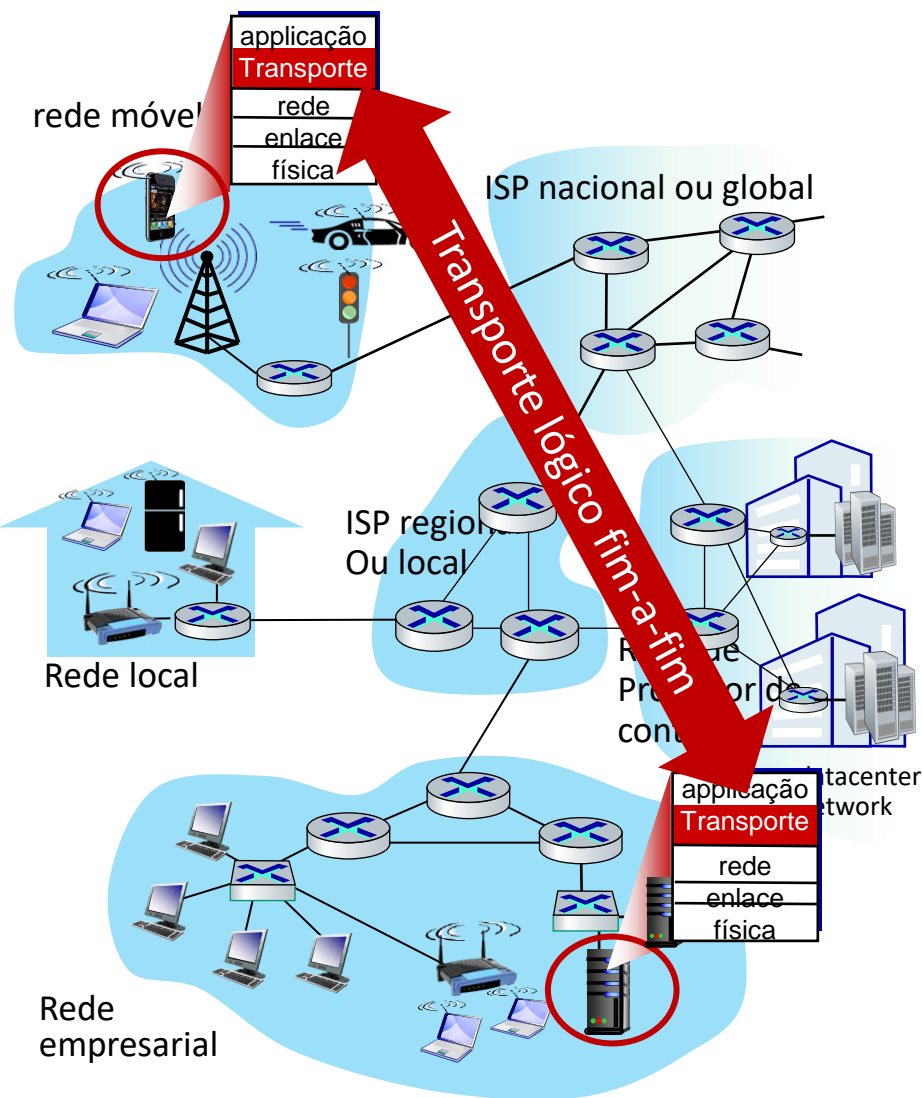 applicação
Transporte
rede
enlace
física
rede móvel
ISP nacional ou global
Transporte lógico fim-a-fim
ISP regional
Ou local
Rede local
applicação
Transporte
rede
enlace
física
Rede
empresarial